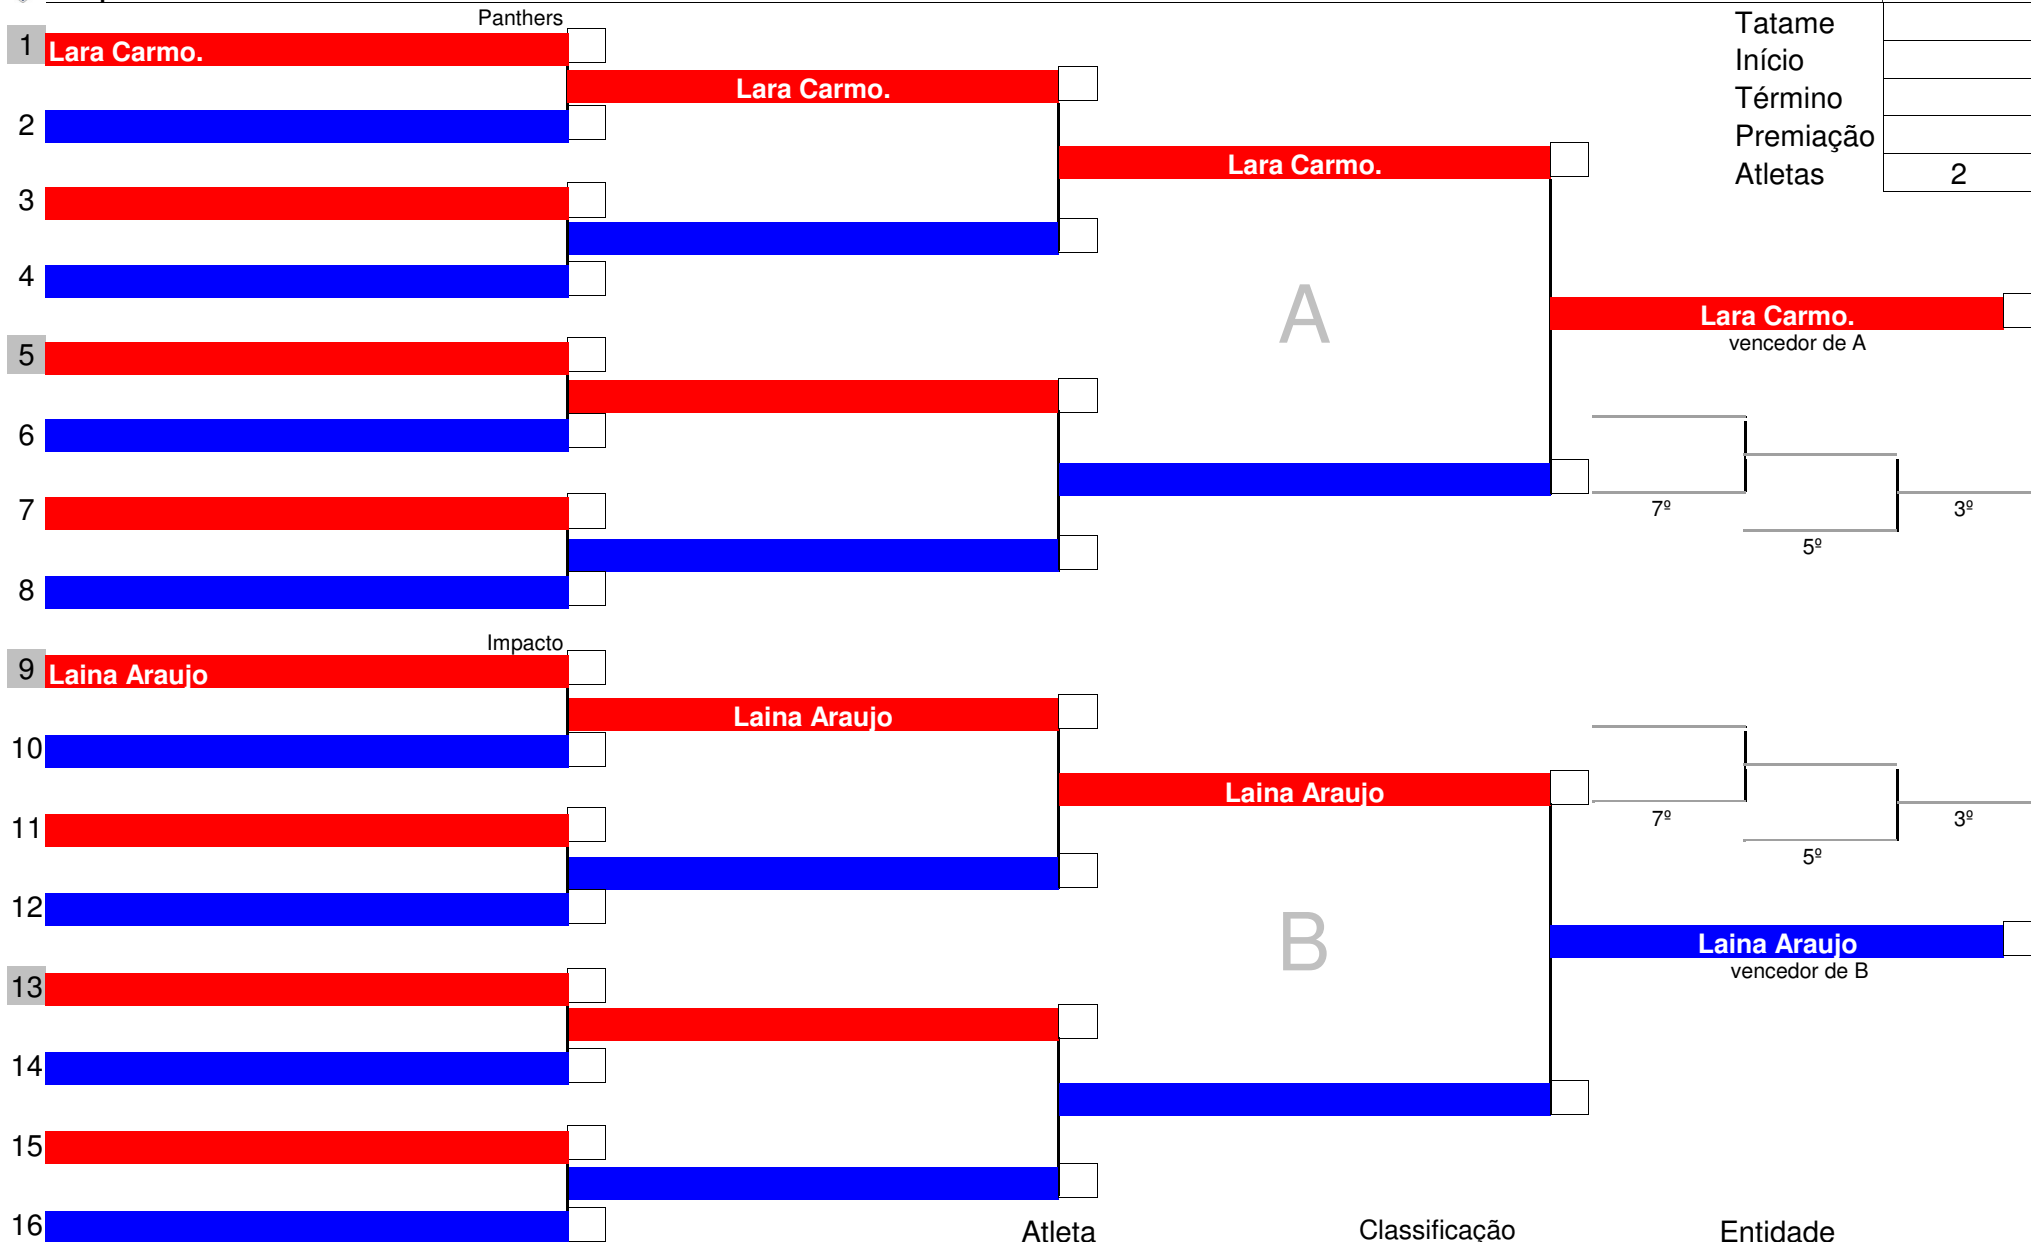 Panthers
Tatame
1 Lara Carmo.
Lara Carmo.
Início
Término
2
Premiação
Lara Carmo.
Atletas 2
3
4
A
Lara Carmo.
vencedor de A
5
6
7
7º 3º
5º
8
Impacto
9 Laina Araujo
Laina Araujo
10
Laina Araujo
11
7º 3º
5º
12
B
Laina Araujo
vencedor de B
13
14
15
16
Atleta Classificação Entidade